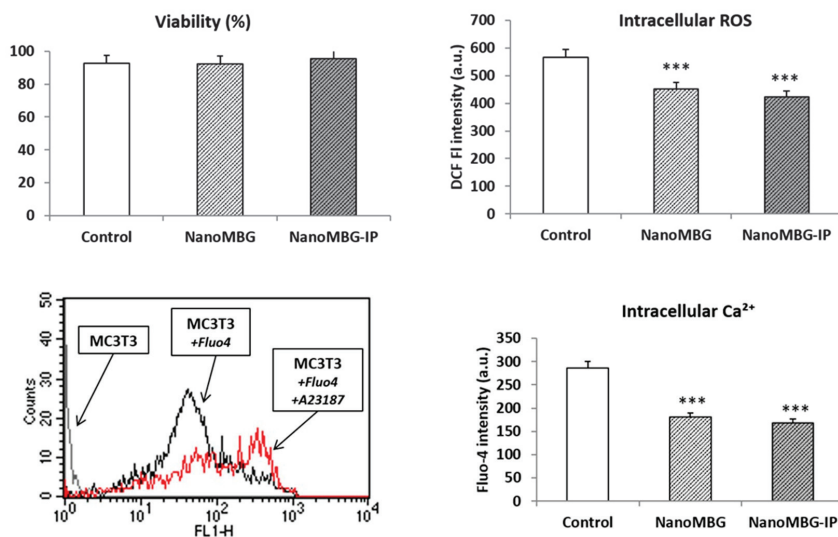 Viability (%)
100
80
60
40
20
0
Control NanoMBG NanoMBG-IP
Intracellular ROS
DCF FI intensity (a.u.)
700
600
500
400
300
200
100
0
***
***
Control NanoMBG NanoMBG-IP
Counts
50
40
30
20
10
0
MC3T3
MC3T3
+Fluo4
MC3T3
+Fluo4
+A23187
10⁰ 10¹ 10² 10³ 10⁴
FL1-H
Intracellular Ca²⁺
Fluo-4 intensity (a.u.)
350
300
250
200
150
100
50
0
***
***
Control NanoMBG NanoMBG-IP